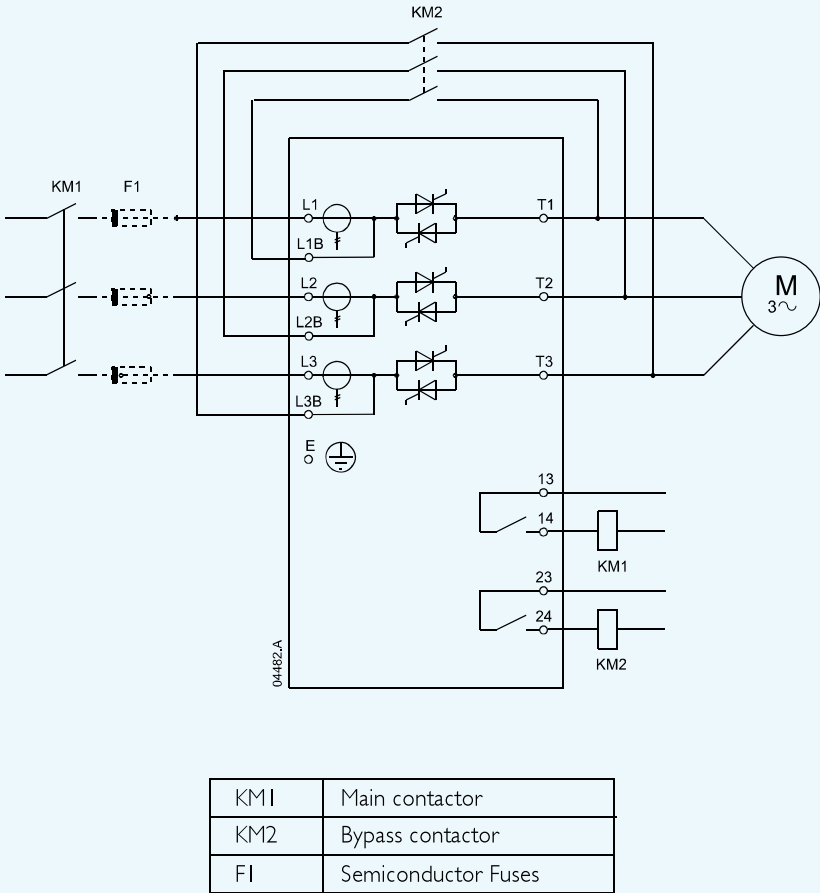 KM2
KM1 F1
L1 T1
L1B
L2 T2
M
3~
L2B
L3 T3
L3B
E
13
14
KM1
23
24
KM2
04482.A
KM1 Main contactor
KM2 Bypass contactor
F1 Semiconductor Fuses